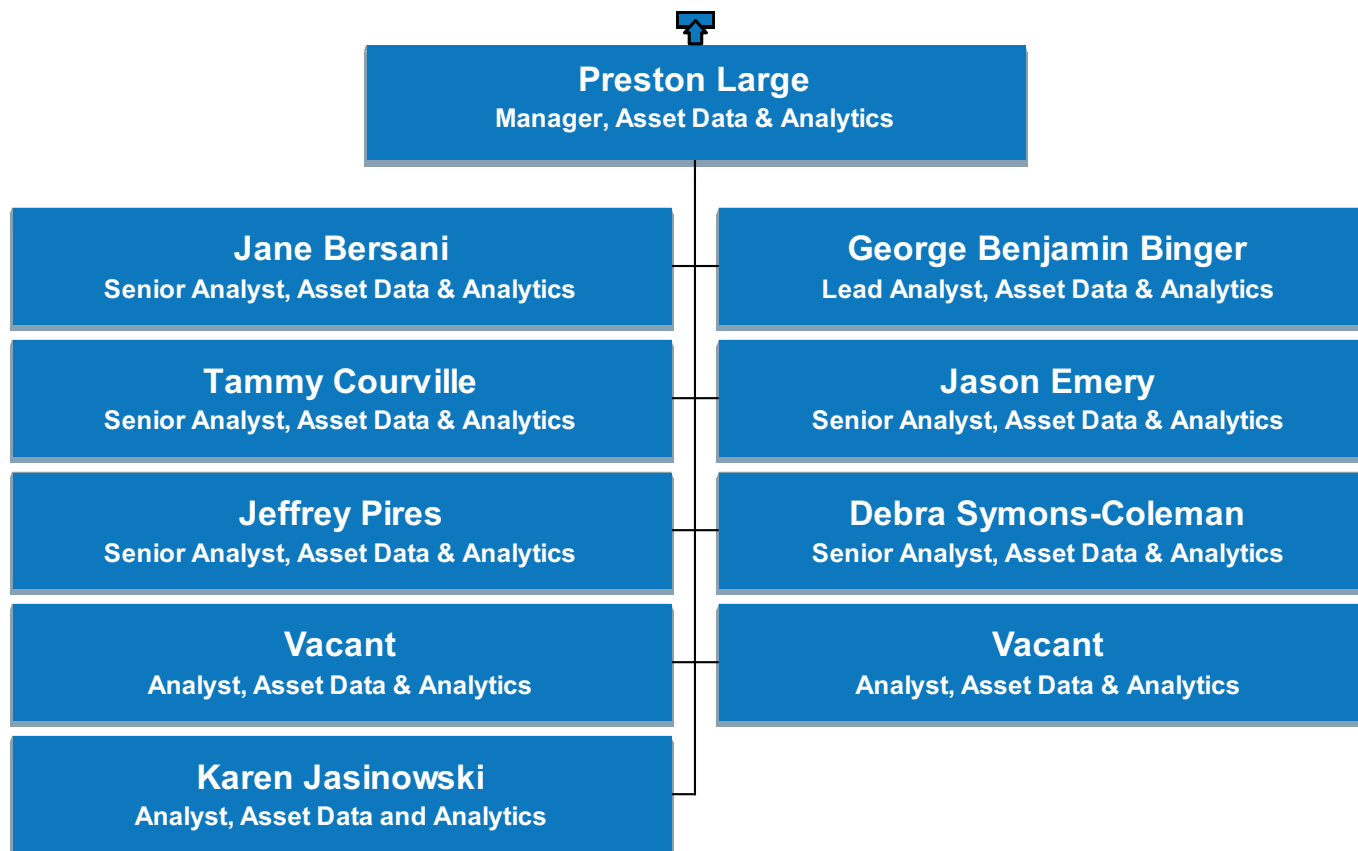 Preston Large
Manager, Asset Data & Analytics
Jane Bersani
Senior Analyst, Asset Data & Analytics
George Benjamin Binger
Lead Analyst, Asset Data & Analytics
Tammy Courville
Senior Analyst, Asset Data & Analytics
Jason Emery
Senior Analyst, Asset Data & Analytics
Jeffrey Pires
Senior Analyst, Asset Data & Analytics
Debra Symons-Coleman
Senior Analyst, Asset Data & Analytics
Vacant
Analyst, Asset Data & Analytics
Vacant
Analyst, Asset Data & Analytics
Karen Jasinowski
Analyst, Asset Data and Analytics